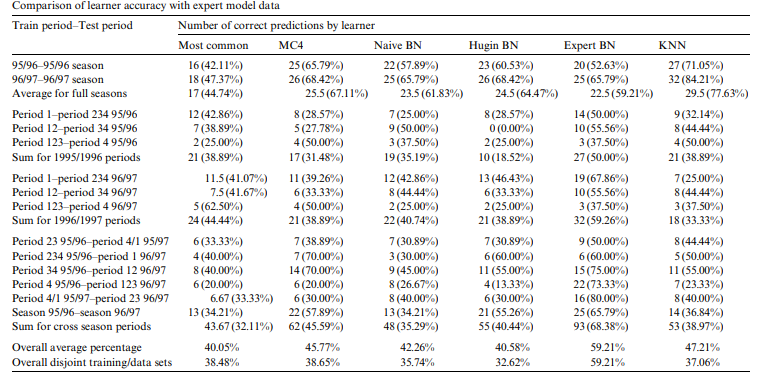 Comparison of learner accuracy with expert model data
Train period–Test period Number of correct predictions by learner
Most common MC4 Naive BN Hugin BN Expert BN KNN
95/96–95/96 season 16 (42.11%) 25 (65.79%) 22 (57.89%) 23 (60.53%) 20 (52.63%) 27 (71.05%)
96/97–96/97 season 18 (47.37%) 26 (68.42%) 25 (65.79%) 26 (68.42%) 25 (65.79%) 32 (84.21%)
Average for full seasons 17 (44.74%) 25.5 (67.11%) 23.5 (61.83%) 24.5 (64.47%) 22.5 (59.21%) 29.5 (77.63%)
Period 1–period 234 95/96 12 (42.86%) 8 (28.57%) 7 (25.00%) 8 (28.57%) 14 (50.00%) 9 (32.14%)
Period 12–period 34 95/96 7 (38.89%) 5 (27.78%) 9 (50.00%) 0 (0.00%) 10 (55.56%) 8 (44.44%)
Period 123–period 4 95/96 2 (25.00%) 4 (50.00%) 3 (37.50%) 2 (25.00%) 3 (37.50%) 4 (50.00%)
Sum for 1995/1996 periods 21 (38.89%) 17 (31.48%) 19 (35.19%) 10 (18.52%) 27 (50.00%) 21 (38.89%)
Period 1–period 234 96/97 11.5 (41.07%) 11 (39.26%) 12 (42.86%) 13 (46.43%) 19 (67.86%) 7 (25.00%)
Period 12–period 34 96/97 7.5 (41.67%) 6 (33.33%) 8 (44.44%) 6 (33.33%) 10 (55.56%) 8 (44.44%)
Period 123–period 4 96/97 5 (62.50%) 4 (50.00%) 2 (25.00%) 2 (25.00%) 3 (37.50%) 3 (37.50%)
Sum for 1996/1997 periods 24 (44.44%) 21 (38.89%) 22 (40.74%) 21 (38.89%) 32 (59.26%) 18 (33.33%)
Period 23 95/96–period 4/1 95/97 6 (33.33%) 7 (38.89%) 7 (30.89%) 7 (30.89%) 9 (50.00%) 8 (44.44%)
Period 234 95/96–period 1 96/97 4 (40.00%) 7 (70.00%) 3 (30.00%) 6 (60.00%) 6 (60.00%) 5 (50.00%)
Period 34 95/96–period 12 96/97 8 (40.00%) 14 (70.00%) 9 (45.00%) 11 (55.00%) 15 (75.00%) 11 (55.00%)
Period 4 95/96–period 123 96/97 6 (20.00%) 6 (20.00%) 8 (26.67%) 4 (13.33%) 22 (73.33%) 7 (23.33%)
Period 4/1 95/97–period 23 96/97 6.67 (33.33%) 6 (30.00%) 8 (40.00%) 6 (30.00%) 16 (80.00%) 8 (40.00%)
Season 95/96–season 96/97 13 (34.21%) 22 (57.89%) 13 (34.21%) 21 (55.26%) 25 (65.79%) 14 (36.84%)
Sum for cross season periods 43.67 (32.11%) 62 (45.59%) 48 (35.29%) 55 (40.44%) 93 (68.38%) 53 (38.97%)
Overall average percentage 40.05% 45.77% 42.26% 40.58% 59.21% 47.21%
Overall disjoint training/data sets 38.48% 38.65% 35.74% 32.62% 59.21% 37.06%